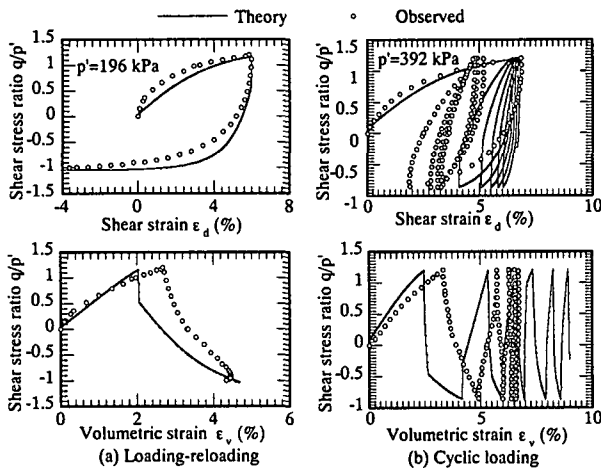 Theory Observed
Shear stress ratio q/p'
1.5
1
0.5
0
-0.5
-1
-1.5
p'=196 kPa
-4 0 4 8
Shear strain ε d (%)
Shear stress ratio q/p'
1.5
1
0.5
0
-0.5
-1
p'=392 kPa
0 5 10
Shear strain ε d (%)
Shear stress ratio q/p'
1.5
1
0.5
0
-0.5
-1
-1.5
0 2 4 6
Volumetric strain ε v (%)
(a) Loading-reloading
Shear stress ratio q/p'
1.5
1
0.5
0
-0.5
-1
0 5 10
Volumetric strain ε v (%)
(b) Cyclic loading